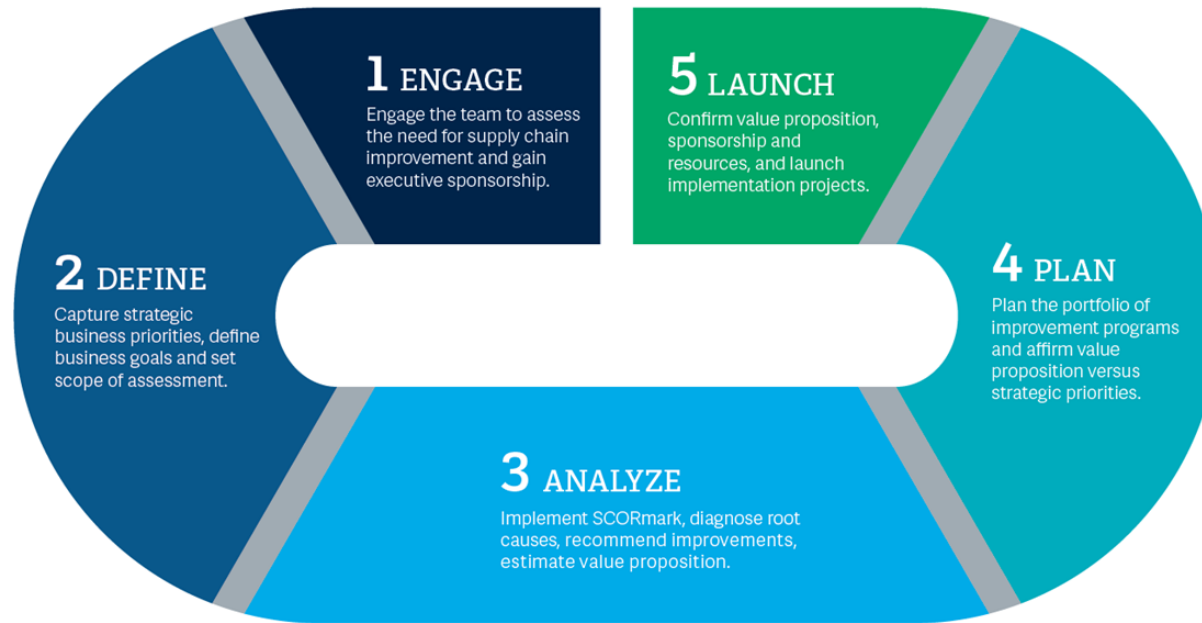 1 ENGAGE
Engage the team to assess
the need for supply chain
improvement and gain
executive sponsorship.
2 DEFINE
Capture strategic
business priorities, define
business goals and set
scope of assessment.
3 ANALYZE
Implement SCORmark, diagnose root
causes, recommend improvements,
estimate value proposition.
4 PLAN
Plan the portfolio of
improvement programs
and affirm value
proposition versus
strategic priorities.
5 LAUNCH
Confirm value proposition,
sponsorship and
resources, and launch
implementation projects.